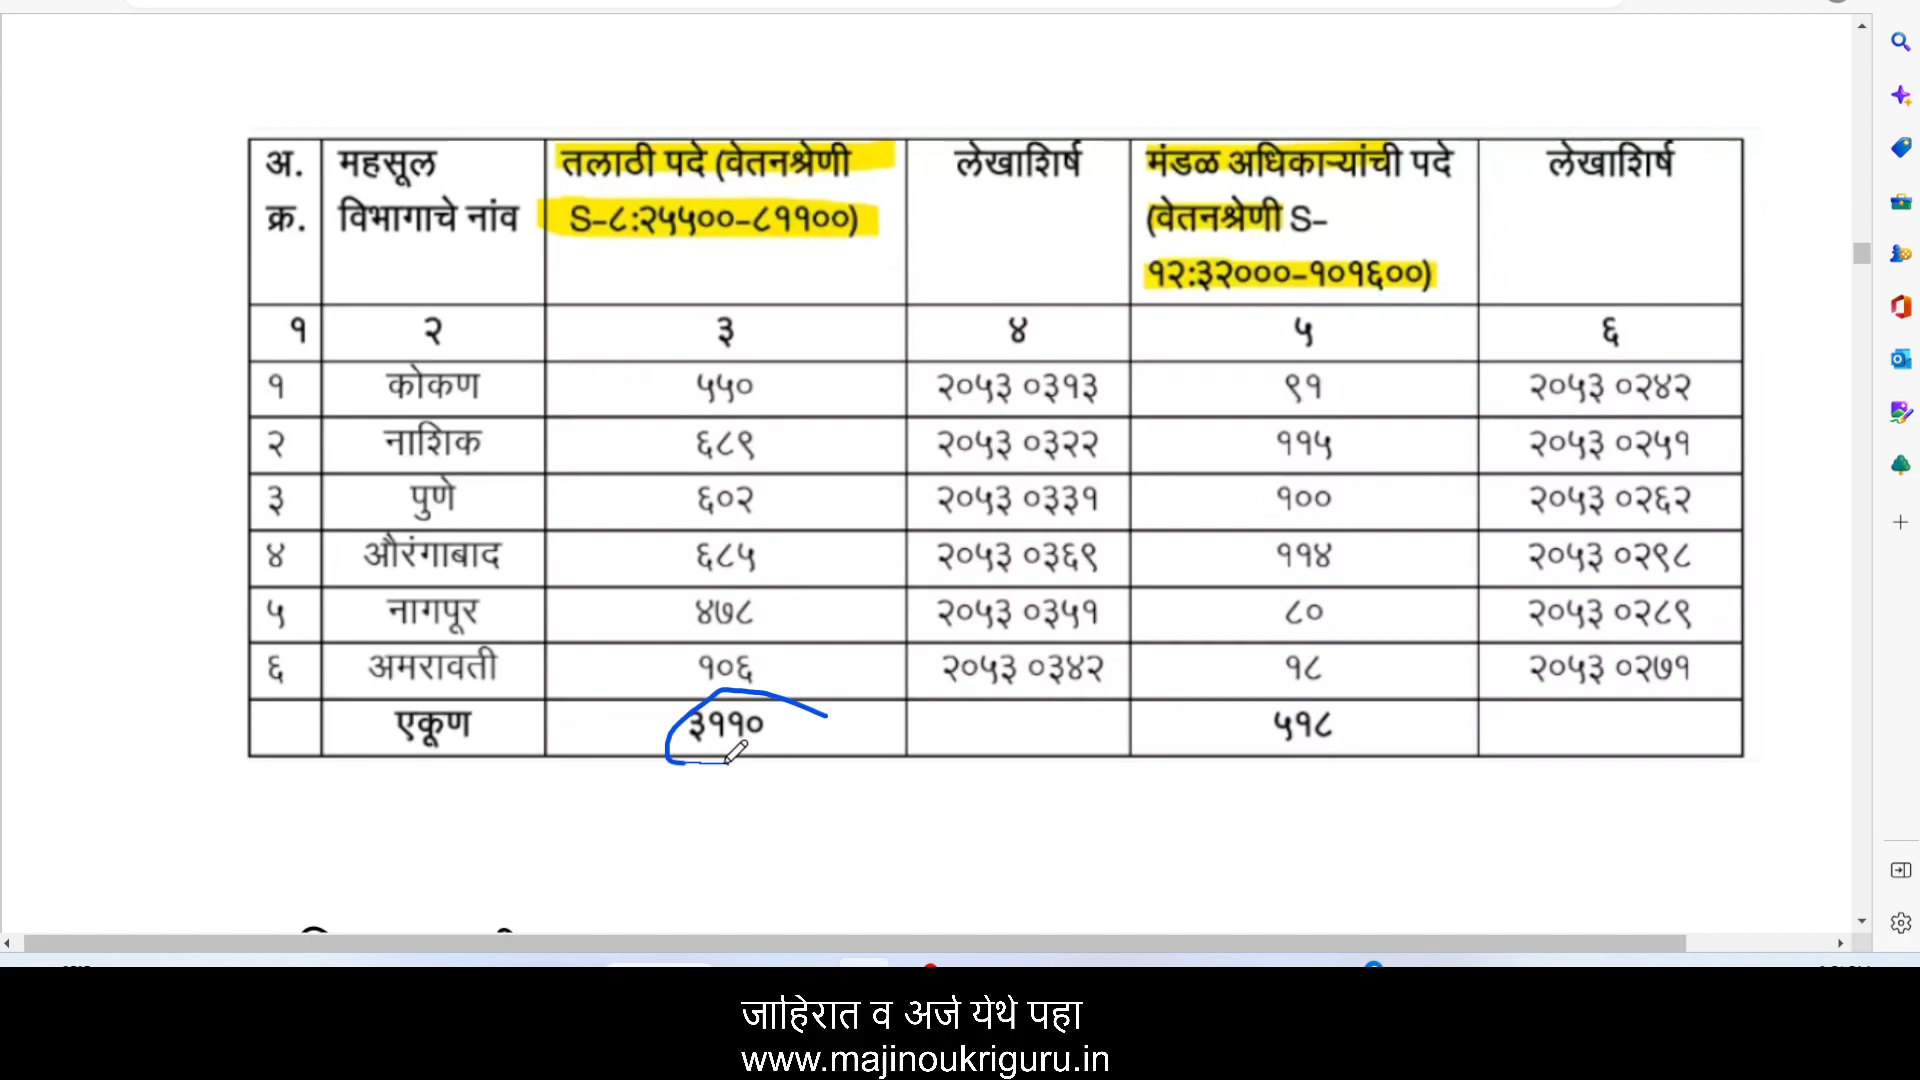 अ. महसूल तलाठी पदे (वेतनश्रेणी लेखाशिर्ष मंडळ अधिकाऱ्यांची पदे लेखाशिर्ष
क्र. विभागाचे नांव S–८:२५५००–८११००) (वेतनश्रेणी S–
१२:३२०००–१०१६००)
१ २ ३ ४ ५ ६
१ कोकण ५५० २०५३ ०३१३ ९१ २०५३ ०२४२
२ नाशिक ६८९ २०५३ ०३२२ ११५ २०५३ ०२५१
३ पुणे ६०२ २०५३ ०३३१ १०० २०५३ ०२६२
४ औरंगाबाद ६८५ २०५३ ०३६९ ११४ २०५३ ०२९८
५ नागपूर ४७८ २०५३ ०३५१ ८० २०५३ ०२८९
६ अमरावती १०६ २०५३ ०३४२ १८ २०५३ ०२७१
एकूण ३११० ५१८
जाहिरात व अर्ज येथे पहा
www.majinoukriguru.in